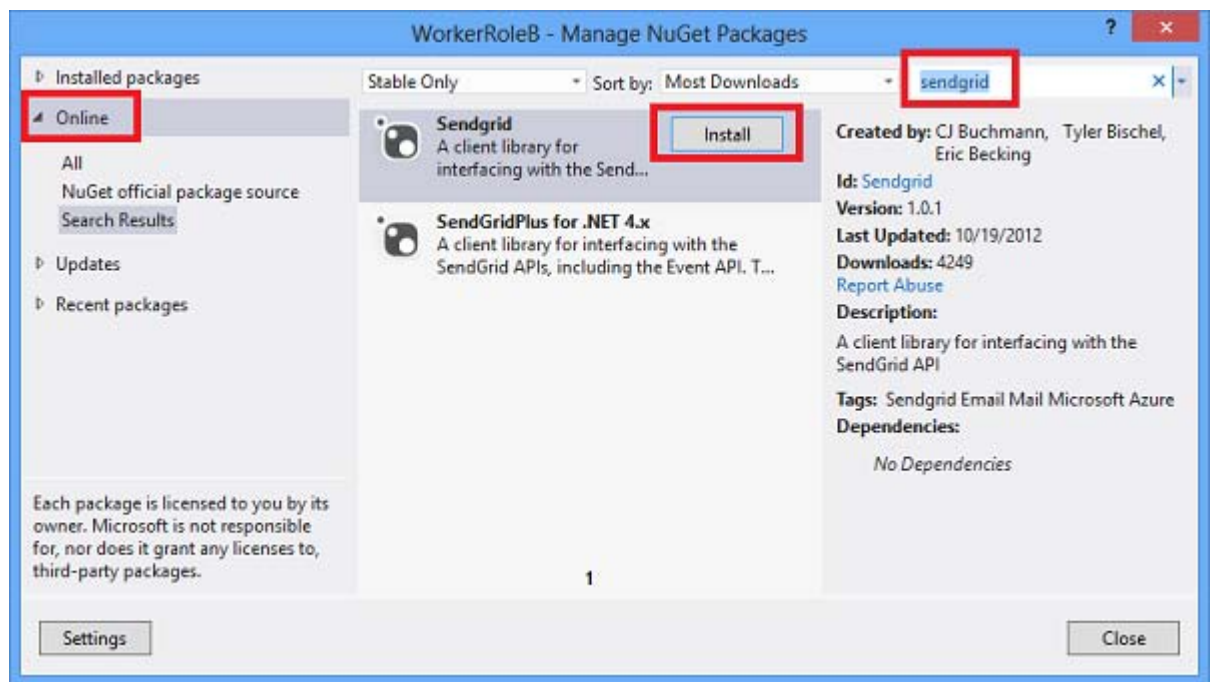 WorkerRoleB - Manage NuGet Packages
?
Installed packages
Online
All
NuGet official package source
Search Results
Updates
Recent packages
Each package is licensed to you by its
owner. Microsoft is not responsible
for, nor does it grant any licenses to,
third-party packages.
Settings
Stable Only
Sort by: Most Downloads
Sendgrid
A client library for
interfacing with the Send...
Install
SendGridPlus for .NET 4.x
A client library for interfacing with the
SendGrid APIs, including the Event API. T...
1
sendgrid
Created by: CJ Buchmann, Tyler Bischel,
Eric Becking
Id: Sendgrid
Version: 1.0.1
Last Updated: 10/19/2012
Downloads: 4249
Report Abuse
Description:
A client library for interfacing with the
SendGrid API
Tags: Sendgrid Email Mail Microsoft Azure
Dependencies:
No Dependencies
Close